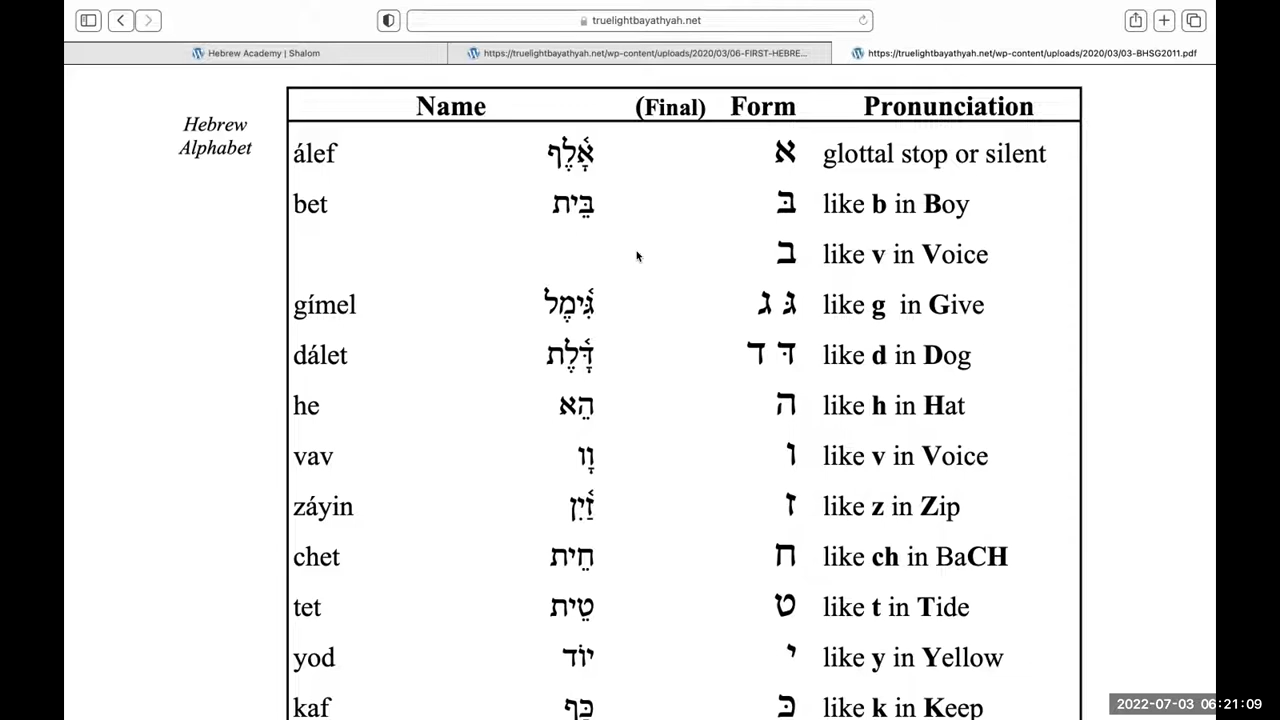 truelightbayathyah.net
Hebrew Academy | Shalom
https://truelightbayathyah.net/wp-content/uploads/2020/03/06-FIRST-HEBRE...
https://truelightbayathyah.net/wp-content/uploads/2020/03/03-BHSG2011.pdf
Hebrew
Alphabet
Name (Final) Form Pronunciation
álef אָ֫לֶף א glottal stop or silent
bet בֵּית בּ like b in Boy
ב like v in Voice
gímel גִּ֫ימֶל גּ ג like g in Give
dálet דָּ֫לֶת דּ ד like d in Dog
he הֵא ה like h in Hat
vav וָו ו like v in Voice
záyin זַ֫יִן ז like z in Zip
chet חֵית ח like ch in BaCH
tet טֵית ט like t in Tide
yod יוֹד י like y in Yellow
kaf כַּף כּ like k in Keep
2022-07-03 06:21:09